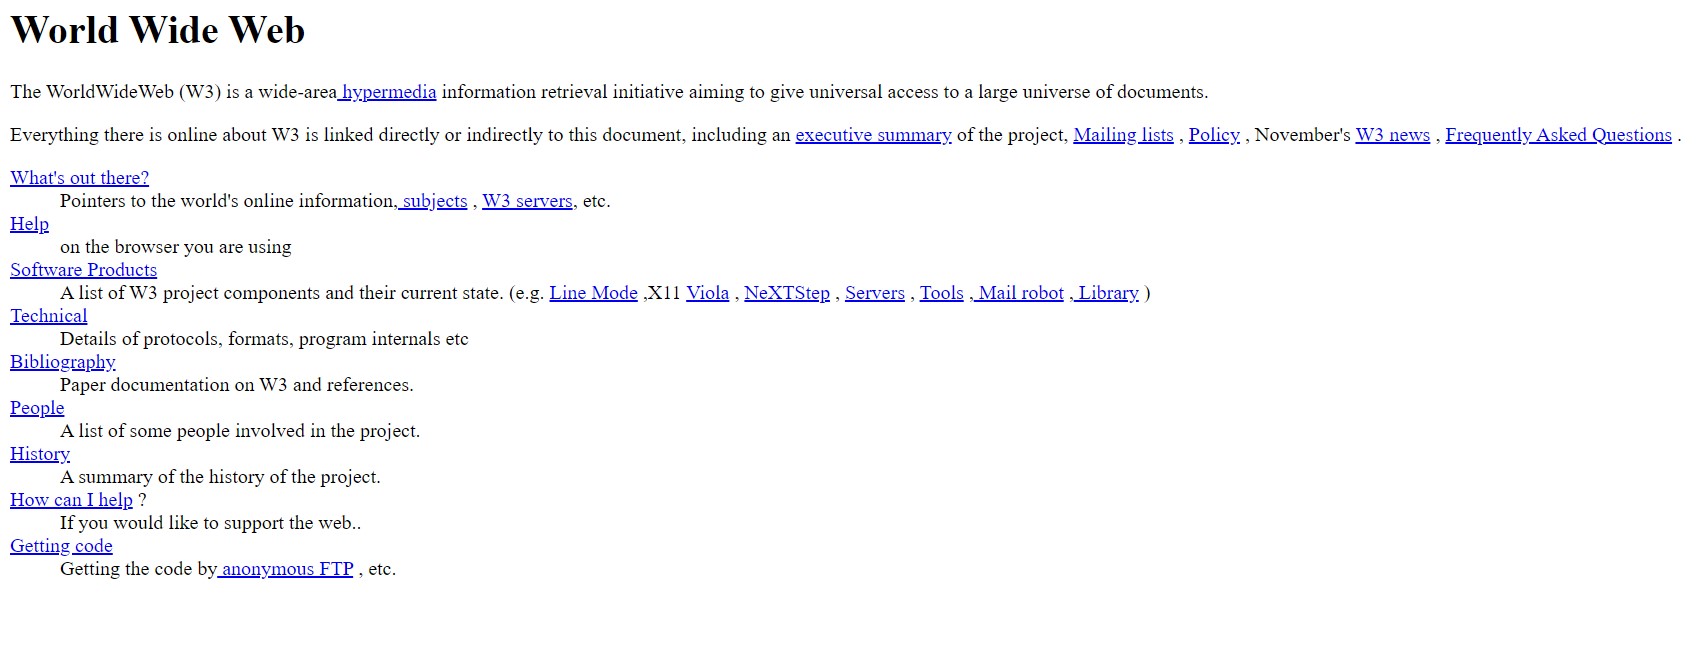 World Wide Web
The WorldWideWeb (W3) is a wide-area hypermedia information retrieval initiative aiming to give universal access to a large universe of documents.
Everything there is online about W3 is linked directly or indirectly to this document, including an executive summary of the project, Mailing lists , Policy , November's W3 news , Frequently Asked Questions .
What's out there?
Pointers to the world's online information, subjects , W3 servers, etc.
Help
on the browser you are using
Software Products
A list of W3 project components and their current state. (e.g. Line Mode ,X11 Viola , NeXTStep , Servers , Tools , Mail robot , Library )
Technical
Details of protocols, formats, program internals etc
Bibliography
Paper documentation on W3 and references.
People
A list of some people involved in the project.
History
A summary of the history of the project.
How can I help ?
If you would like to support the web..
Getting code
Getting the code by anonymous FTP , etc.